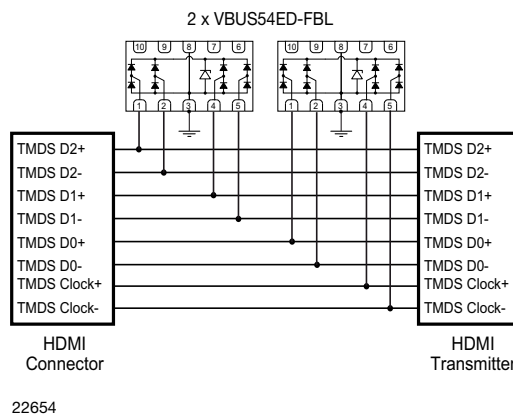 2 x VBUS54ED-FBL
10 9 8 7 6
10 9 8 7 6
1 2 3 4 5
1 2 3 4 5
TMDS D2+
TMDS D2-
TMDS D1+
TMDS D1-
TMDS D0+
TMDS D0-
TMDS Clock+
TMDS Clock-
TMDS D2+
TMDS D2-
TMDS D1+
TMDS D1-
TMDS D0+
TMDS D0-
TMDS Clock+
TMDS Clock-
HDMI
Connector
HDMI
Transmitter
22654